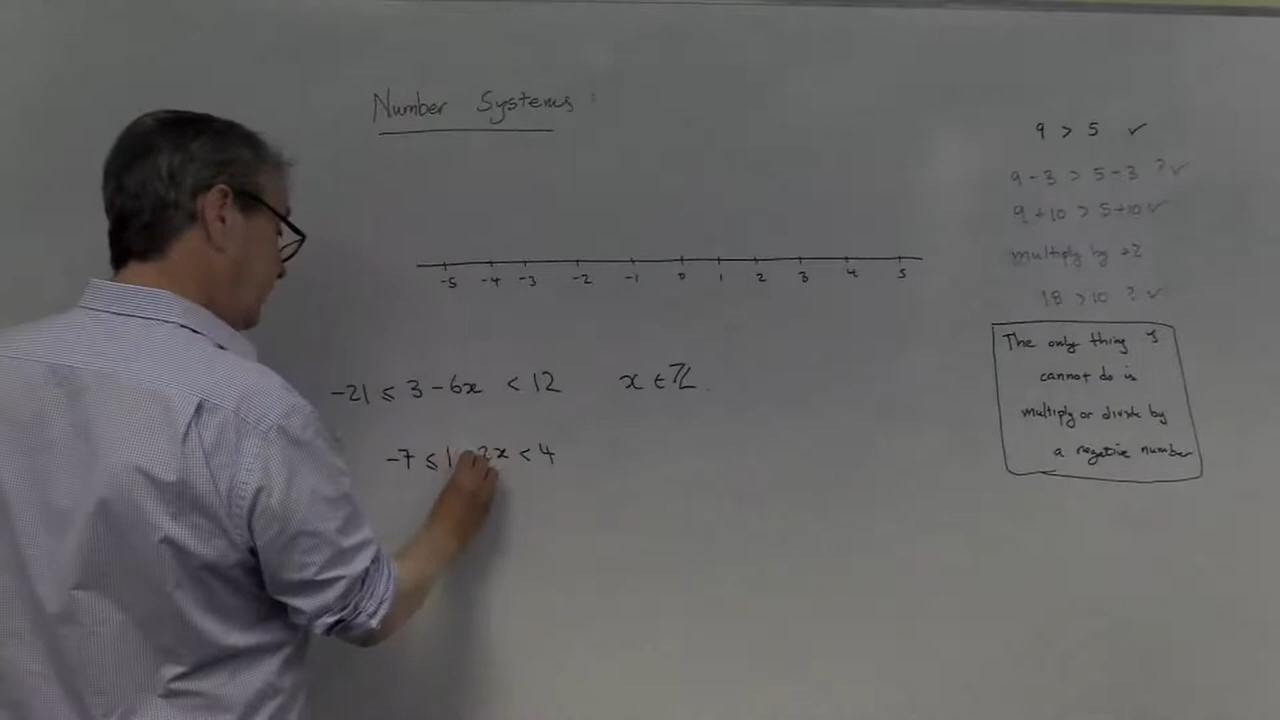 Number Systems :
-5 -4 -3 -2 -1 0 1 2 3 4 5
-21 ≤ 3 - 6x < 12 x ∈ ℤ.
-7 ≤ 1 2x < 4
9 > 5 ✓
9 - 3 > 5 - 3 ? ✓
9 + 10 > 5 + 10 ✓
multiply by +2
18 > 10 ? ✓
The only thing
cannot do is
multiply or divide by
a negative number